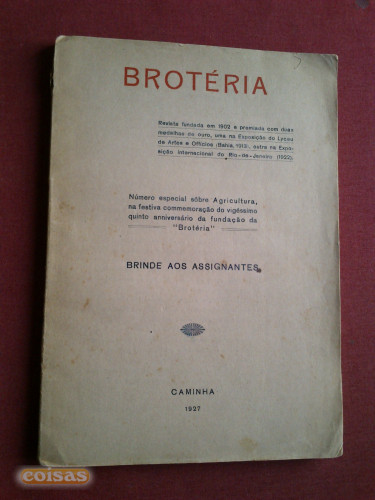 BROTÉRIA
Revista fundada em 1902 e premiada com duas
medalhas de ouro, uma na Exposição do Lyceu
de Artes e Officios (Bahia, 1913), outra na Expo-
sição Internacional do Rio-de-Janeiro (1922).
Número especial sôbre Agricultura,
na festiva commemoração do vigéssimo
quinto anniversário da fundação da
"Brotéria"
BRINDE AOS ASSIGNANTES
CAMINHA
1927
coisas